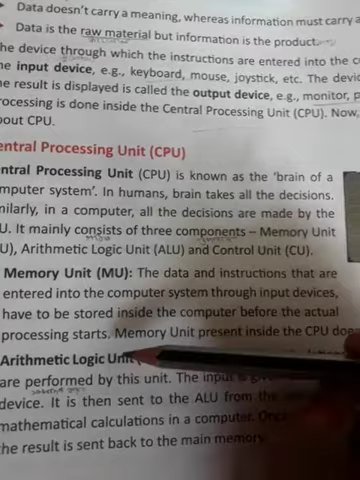 Data doesn't carry a meaning, whereas information must carry a
Data is the raw material but information is the product.
he device through which the instructions are entered into the c
he input device, e.g., keyboard, mouse, joystick, etc. The devic
he result is displayed is called the output device, e.g., monitor, p
rocessing is done inside the Central Processing Unit (CPU). Now,
bout CPU.
entral Processing Unit (CPU)
ntral Processing Unit (CPU) is known as the 'brain of a
mputer system'. In humans, brain takes all the decisions.
milarly, in a computer, all the decisions are made by the
U. It mainly consists of three components – Memory Unit
U), Arithmetic Logic Unit (ALU) and Control Unit (CU).
Memory Unit (MU): The data and instructions that are
entered into the computer system through input devices,
have to be stored inside the computer before the actual
processing starts. Memory Unit present inside the CPU doe
Arithmetic Logic Unit
are performed by this unit. The input is
device. It is then sent to the ALU from the
mathematical calculations in a computer.
the result is sent back to the main memory